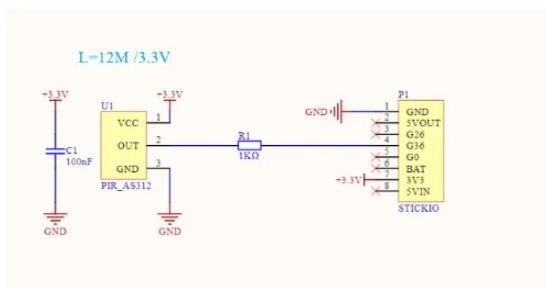 L=12M /3.3V
+3.3V
C1
100nF
GND
U1
VCC 1
OUT 2
GND 3
PIR_AS312
+3.3V
GND
R1
1KΩ
P1
GND
1 GND
2 5VOUT
3 G26
4 G36
5 G0
6 BAT
+3.3V
7 3V3
8 5VIN
STICKIO